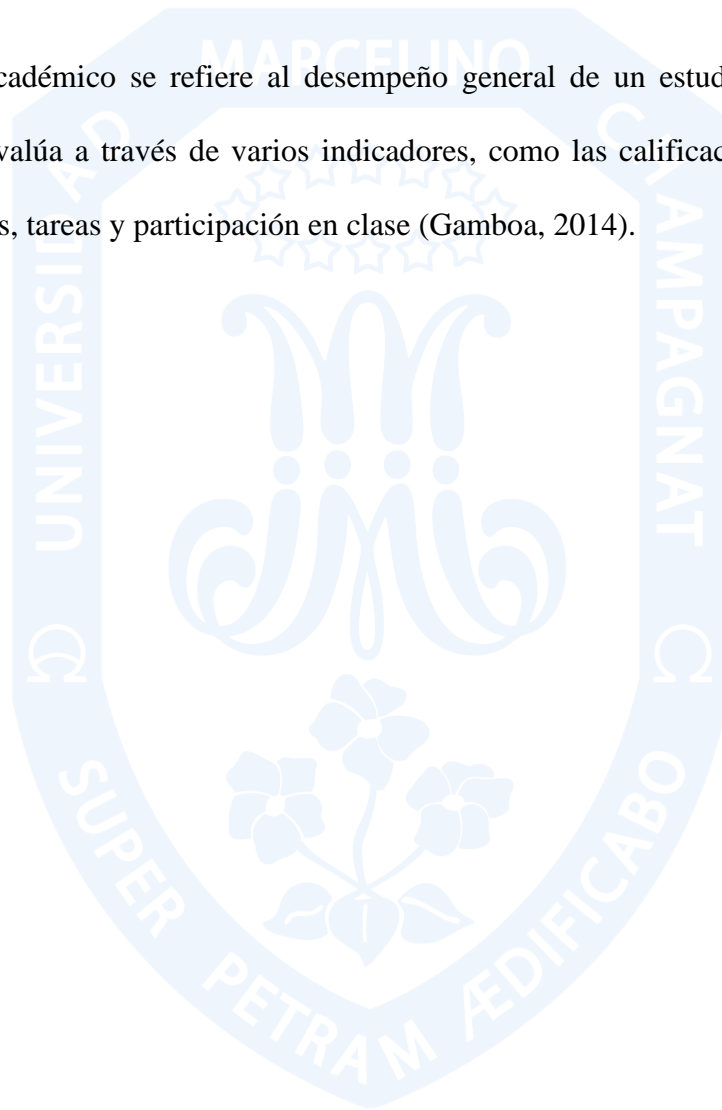 MARCELINO
cadémico se refiere al desempeño general de un estud
valúa a través de varios indicadores, como las calificac
s, tareas y participación en clase (Gamboa, 2014).
UNIVERSIDAD
CHAMPAGNAT
SUPER PETRAM ÆDIFICABO